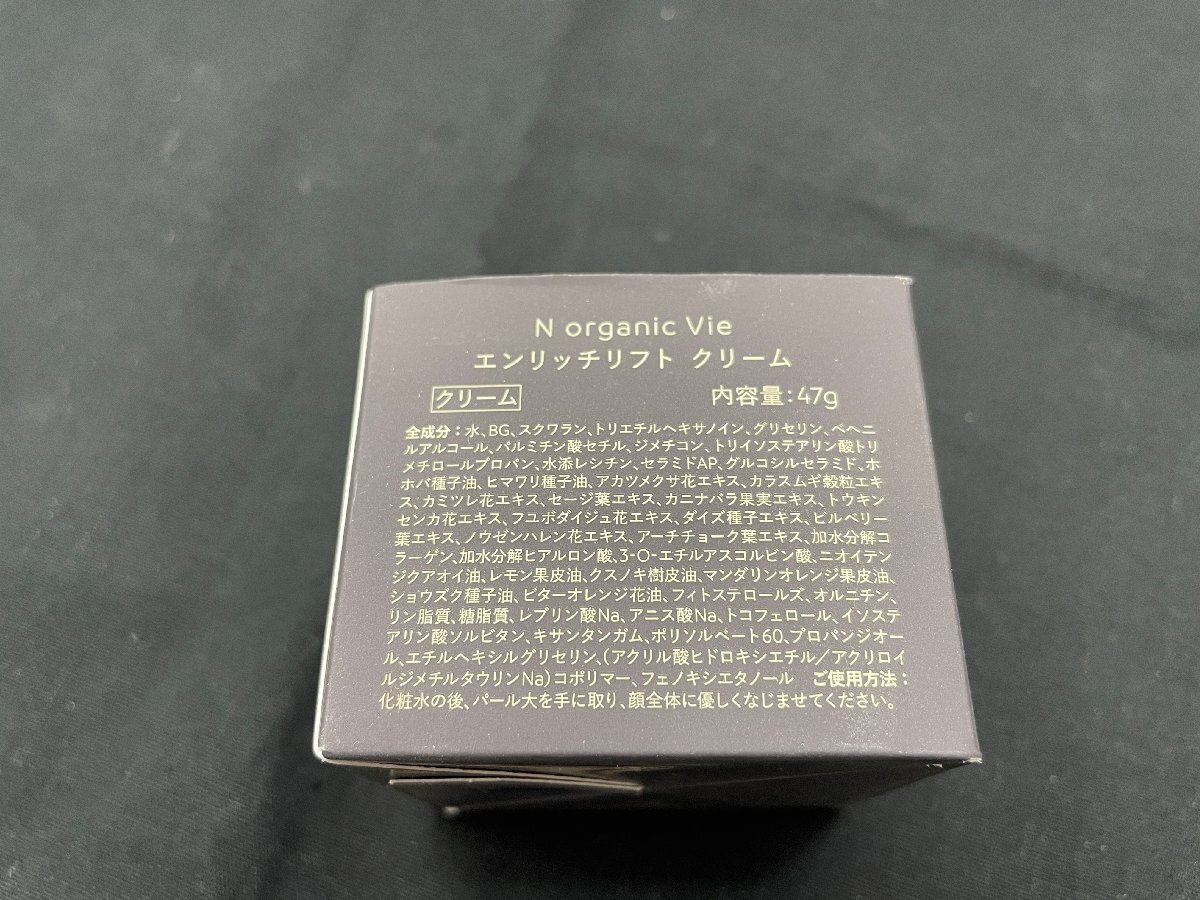 N organic Vie
エンリッチリフト クリーム
クリーム 内容量：47g
全成分：水、BG、スクワラン、トリエチルヘキサノイン、グリセリン、ベヘニ
ルアルコール、パルミチン酸セチル、ジメチコン、トリイソステアリン酸トリ
メチロールプロパン、水添レシチン、セラミドAP、グルコシルセラミド、ホ
ホバ種子油、ヒマワリ種子油、アカツメクサ花エキス、カラスムギ穀粒エキ
ス、カミツレ花エキス、セージ葉エキス、カニナバラ果実エキス、トウキン
センカ花エキス、フユボダイジュ花エキス、ダイズ種子エキス、ビルベリー
葉エキス、ノウゼンハレン花エキス、アーチチョーク葉エキス、加水分解コ
ラーゲン、加水分解ヒアルロン酸、3-O-エチルアスコルビン酸、ニオイテン
ジクアオイ油、レモン果皮油、クスノキ樹皮油、マンダリンオレンジ果皮油、
ショウズク種子油、ビターオレンジ花油、フィトステロールズ、オルニチン、
リン脂質、糖脂質、レブリン酸Na、アニス酸Na、トコフェロール、イソステ
アリン酸ソルビタン、キサンタンガム、ポリソルベート60、プロパンジオー
ル、エチルヘキシルグリセリン、（アクリル酸ヒドロキシエチル／アクリロイ
ルジメチルタウリンNa）コポリマー、フェノキシエタノール ご使用方法：
化粧水の後、パール大を手に取り、顔全体に優しくなじませてください。